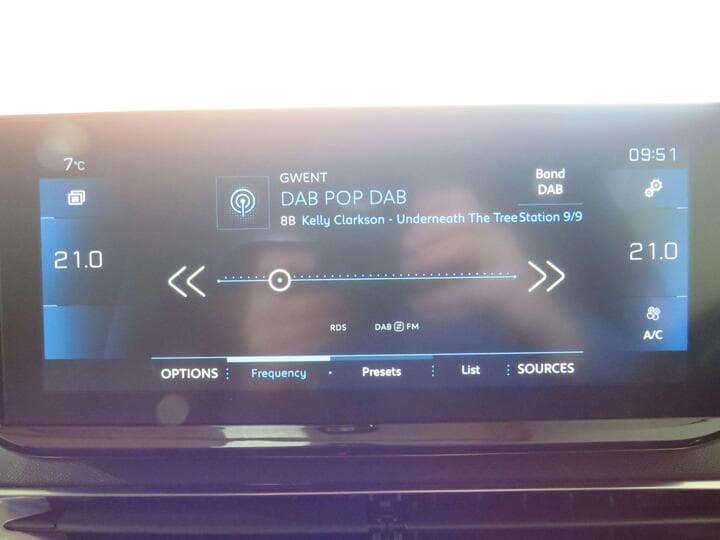 7°C
09:51
GWENT
Band
DAB POP DAB
DAB
8B Kelly Clarkson - Underneath The Tree Station 9/9
21.0
21.0
RDS DAB FM
A/C
OPTIONS Frequency Presets List SOURCES